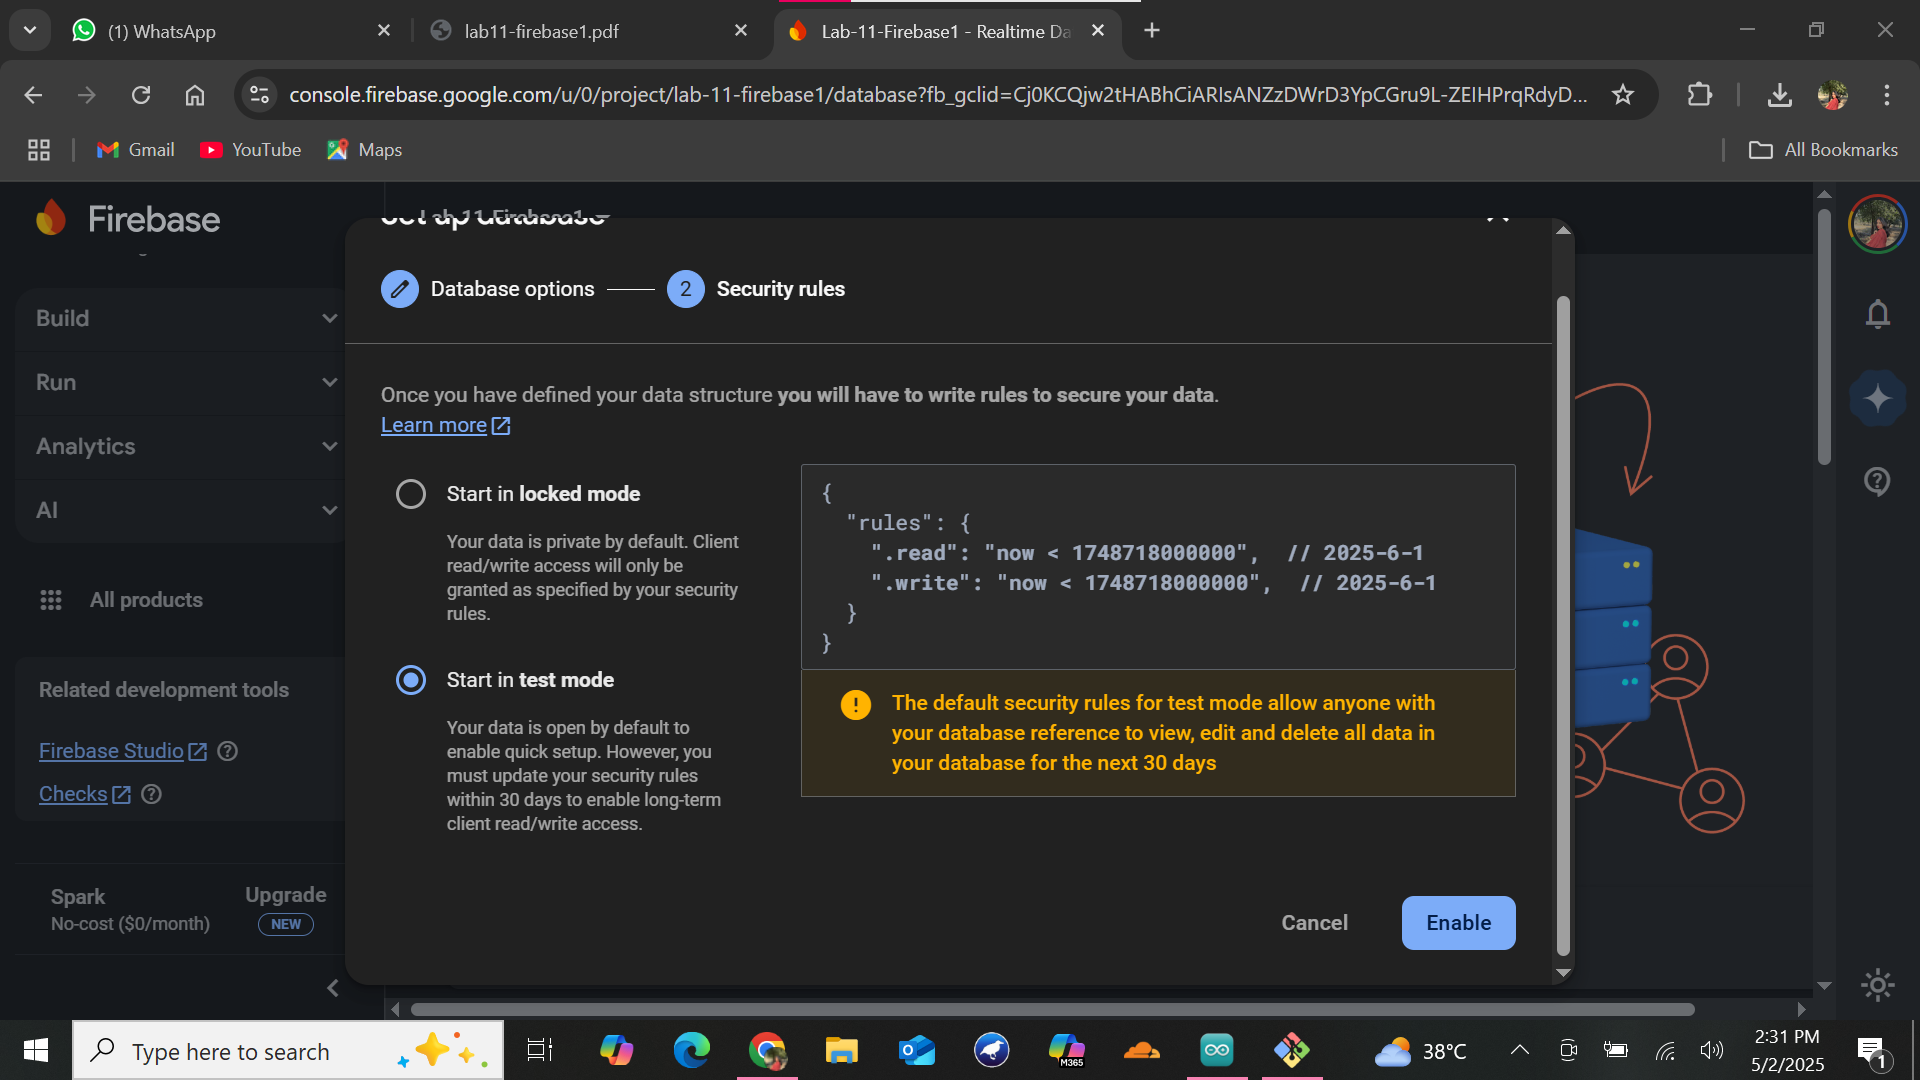 (1) WhatsApp
lab11-firebase1.pdf
Lab-11-Firebase1 - Realtime Da
console.firebase.google.com/u/0/project/lab-11-firebase1/database?fb_gclid=Cj0KCQjw2tHABhCiARIsANZzDWrD3YpCGru9L-ZEIHPrqRdyD...
Gmail
YouTube
Maps
All Bookmarks
Firebase
Lab-11-Firebase1
Set up database
Build
Run
Analytics
AI
All products
Related development tools
Firebase Studio
Checks
Spark
No-cost ($0/month)
Upgrade
NEW
Database options
2
Security rules
Once you have defined your data structure you will have to write rules to secure your data.
Learn more
Start in locked mode
Your data is private by default. Client
read/write access will only be
granted as specified by your security
rules.
Start in test mode
Your data is open by default to
enable quick setup. However, you
must update your security rules
within 30 days to enable long-term
client read/write access.
{
"rules": {
".read": "now < 1748718000000", // 2025-6-1
".write": "now < 1748718000000", // 2025-6-1
}
}
The default security rules for test mode allow anyone with
your database reference to view, edit and delete all data in
your database for the next 30 days
Cancel
Enable
Type here to search
M365
38°C
2:31 PM
5/2/2025
1